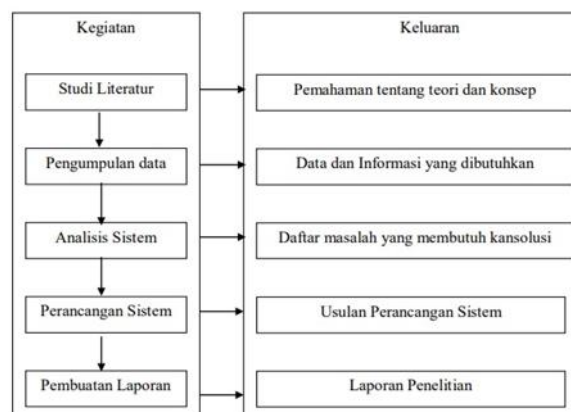 Kegiatan
Keluaran
Studi Literatur
Pemahaman tentang teori dan konsep
Pengumpulan data
Data dan Informasi yang dibutuhkan
Analisis Sistem
Daftar masalah yang membutuh kansolusi
Perancangan Sistem
Usulan Perancangan Sistem
Pembuatan Laporan
Laporan Penelitian